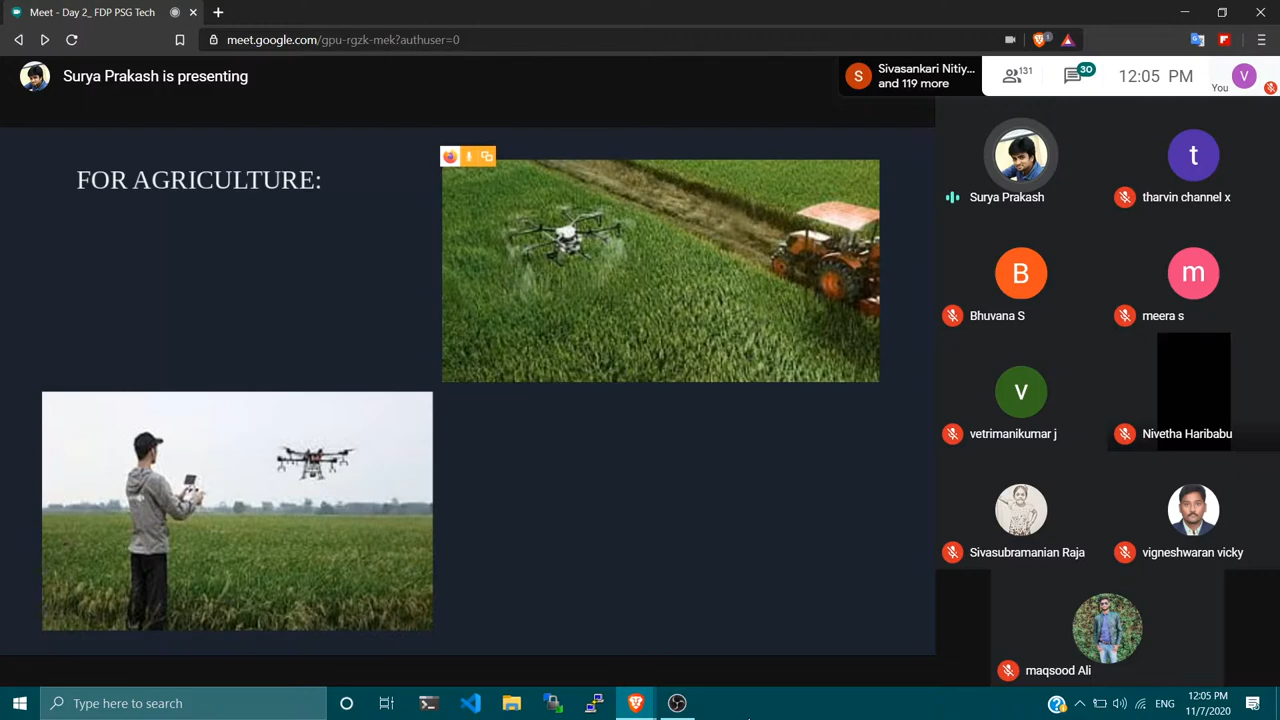 Meet - Day 2_ FDP PSG Tech
meet.google.com/gpu-rgzk-mek?authuser=0
1
Surya Prakash is presenting
S
Sivasankari Nitiy...
and 119 more
131
30
12:05 PM
You
V
FOR AGRICULTURE:
Surya Prakash
t
tharvin channel x
B
Bhuvana S
m
meera s
v
vetrimanikumar j
Nivetha Haribabu
Sivasubramanian Raja
vigneshwaran vicky
maqsood Ali
Type here to search
ENG
12:05 PM
11/7/2020